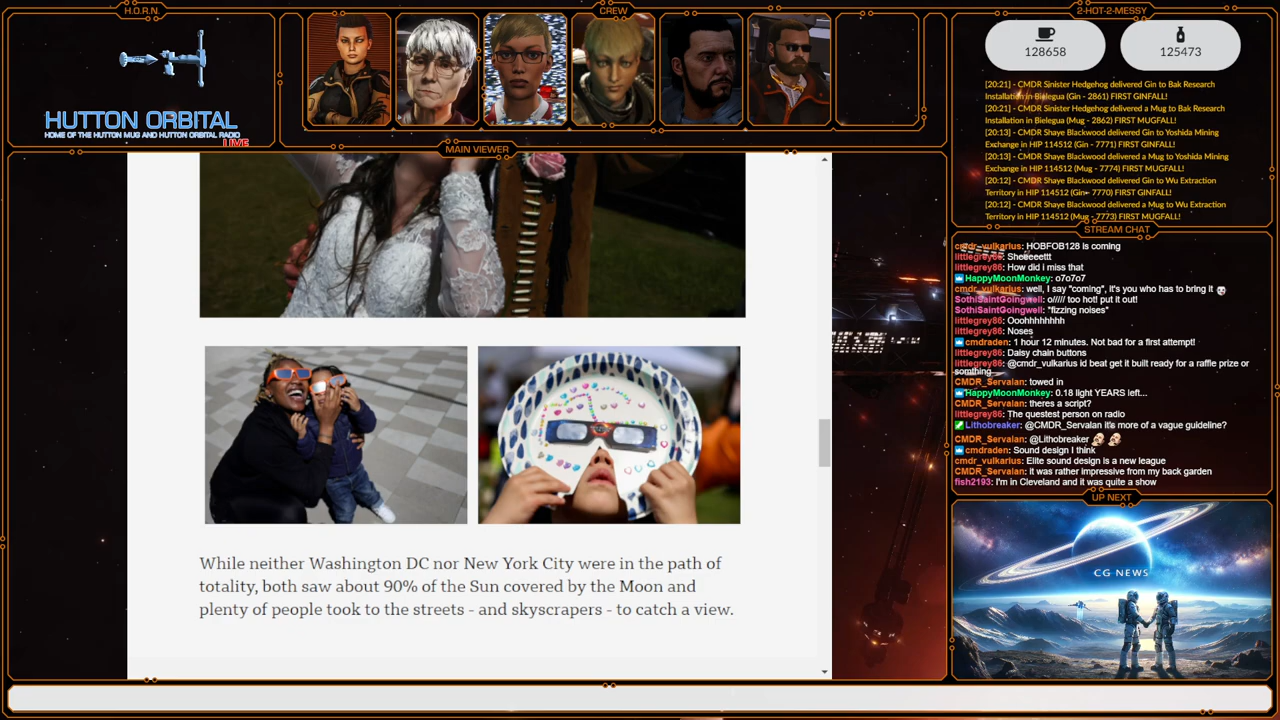 H.O.R.N.
CREW
2-HOT-2-MESSY
128658
125473
HUTTON ORBITAL
HOME OF THE HUTTON MUG AND HUTTON ORBITAL RADIO
LIVE
[20:21] - CMDR Sinister Hedgehog delivered Gin to Bak Research
Installation in Bielegua (Gin - 2861) FIRST GINFALL!
[20:21] - CMDR Sinister Hedgehog delivered a Mug to Bak Research
Installation in Bielegua (Mug - 2862) FIRST MUGFALL!
[20:13] - CMDR Shaye Blackwood delivered Gin to Yoshida Mining
Exchange in HIP 114512 (Gin - 7771) FIRST GINFALL!
[20:13] - CMDR Shaye Blackwood delivered a Mug to Yoshida Mining
Exchange in HIP 114512 (Mug - 7774) FIRST MUGFALL!
[20:12] - CMDR Shaye Blackwood delivered Gin to Wu Extraction
Territory in HIP 114512 (Gin - 7770) FIRST GINFALL!
[20:12] - CMDR Shaye Blackwood delivered a Mug to Wu Extraction
Territory in HIP 114512 (Mug - 7773) FIRST MUGFALL!
MAIN VIEWER
While neither Washington DC nor New York City were in the path of
totality, both saw about 90% of the Sun covered by the Moon and
plenty of people took to the streets - and skyscrapers - to catch a view.
STREAM CHAT
cmdr_vulkarius: HOBFOB128 is coming
littlegrey86: Sheeeeettt
littlegrey86: How did I miss that
HappyMoonMonkey: o7o7o7
cmdr_vulkarius: well, I say "coming", it's you who has to bring it
SothiSaintGoingwell: o///// too hot! put it out!
SothiSaintGoingwell: *fizzing noises*
littlegrey86: Ooohhhhhhhh
littlegrey86: Noses
cmdraden: 1 hour 12 minutes. Not bad for a first attempt!
littlegrey86: Daisy chain buttons
littlegrey86: @cmdr_vulkarius id beat get it built ready for a raffle prize or
somthing
CMDR_Servalan: towed in
HappyMoonMonkey: 0.18 light YEARS left...
CMDR_Servalan: theres a script?
littlegrey86: The questest person on radio
Lithobreaker: @CMDR_Servalan it's more of a vague guideline?
CMDR_Servalan: @Lithobreaker
cmdraden: Sound design I think
cmdr_vulkarius: Elite sound design is a new league
CMDR_Servalan: it was rather impressive from my back garden
fish2193: I'm in Cleveland and it was quite a show
UP NEXT
CG NEWS